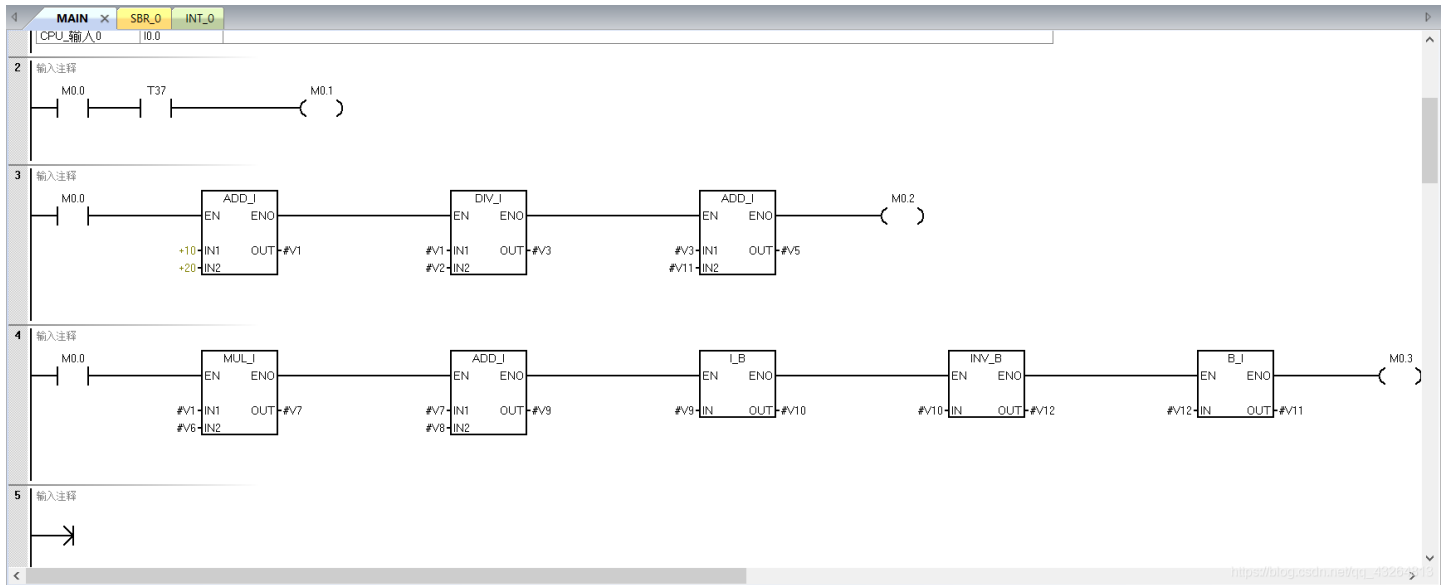 MAIN SBR_0 INT_0
CPU_输入0 I0.0
2 输入注释
M0.0 T37 M0.1
3 输入注释
M0.0 ADD_I DIV_I ADD_I M0.2
EN ENO EN ENO EN ENO
+10 IN1 OUT #V1 #V1 IN1 OUT #V3 #V3 IN1 OUT #V5
+20 IN2 #V2 IN2 #V11 IN2
4 输入注释
M0.0 MUL_I ADD_I I_B INV_B B_I M0.3
EN ENO EN ENO EN ENO EN ENO EN ENO
#V1 IN1 OUT #V7 #V7 IN1 OUT #V9 #V9 IN OUT #V10 #V10 IN OUT #V12 #V12 IN OUT #V11
#V6 IN2 #V8 IN2
5 输入注释